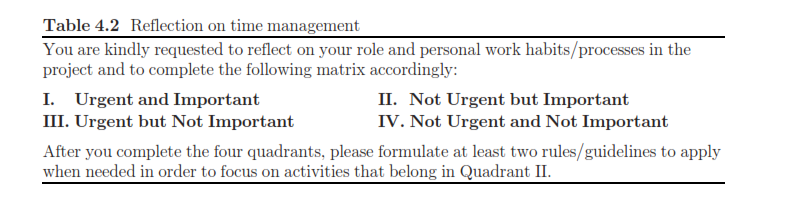 Table 4.2 Reflection on time management
You are kindly requested to reflect on your role and personal work habits/processes in the
project and to complete the following matrix accordingly:
I. Urgent and Important II. Not Urgent but Important
III. Urgent but Not Important IV. Not Urgent and Not Important
After you complete the four quadrants, please formulate at least two rules/guidelines to apply
when needed in order to focus on activities that belong in Quadrant II.